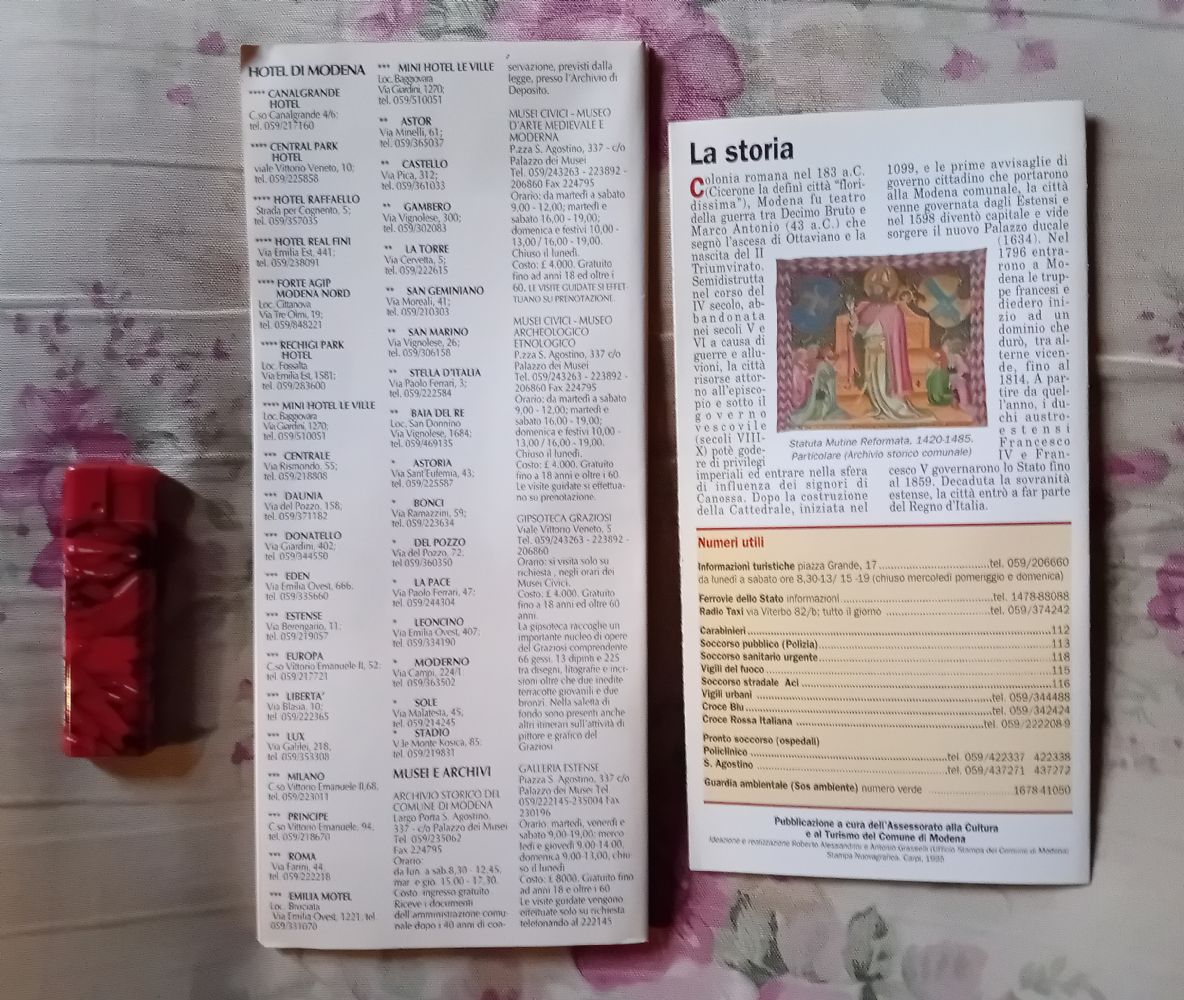 HOTEL DI MODENA
**** CANALGRANDE
HOTEL
C.so Canalgrande 4/6;
tel. 059/217160
**** CENTRAL PARK
HOTEL
viale Vittorio Veneto, 10;
tel. 059/225858
**** HOTEL RAFFAELLO
Strada per Cognento, 5;
tel. 059/357035
**** HOTEL REAL FINI
Via Emilia Est, 441;
tel. 059/238091
**** FORTE AGIP
MODENA NORD
Loc. Cittanova
Via Tre Olmi, 19;
tel. 059/848221
**** RECHIGI PARK
HOTEL
Loc. Fossalta
Via Emilia Est, 1581;
tel. 059/283600
**** MINI HOTEL LE VILLE
Loc. Baggiovara
Via Giardini, 1270;
tel. 059/510051
*** CENTRALE
Via Rismondo, 55;
tel. 059/218808
*** DAUNIA
Via del Pozzo, 158;
tel. 059/371182
*** DONATELLO
Via Giardini, 402;
tel. 059/344550
*** EDEN
Via Emilia Ovest, 666;
tel. 059/335660
*** ESTENSE
Via Berengario, 11;
tel. 059/219057
*** EUROPA
C.so Vittorio Emanuele II, 52;
tel. 059/217721
*** LIBERTA'
Via Blasia, 10;
tel. 059/222365
*** LUX
Via Galilei, 218,
tel. 059/353308
*** MILANO
C.so Vittorio Emanuele II,68,
tel. 059/223011
*** PRINCIPE
C.so Vittorio Emanuele, 94,
tel. 059/218670
*** ROMA
Via Farini, 44,
tel. 059/222218
*** EMILIA MOTEL
Loc. Bruciata
Via Emilia Ovest, 1221, tel.
059/331070
*** MINI HOTEL LE VILLE
Loc. Baggiovara
Via Giardini, 1270;
tel. 059/510051
** ASTOR
Via Minelli, 61;
tel. 059/365037
** CASTELLO
Via Pica, 312;
tel. 059/361033
** GAMBERO
Via Vignolese, 300;
tel. 059/302083
** LA TORRE
Via Cervetta, 5;
tel. 059/222615
** SAN GEMINIANO
Via Moreali, 41;
tel. 059/210303
** SAN MARINO
Via Vignolese, 26;
tel. 059/306158
** STELLA D'ITALIA
Via Paolo Ferrari, 3;
tel. 059/222584
** BAIA DEL RE
Loc. San Donnino
Via Vignolese, 1684;
tel. 059/469135
* ASTORIA
Via Sant'Eufemia, 43;
tel. 059/225587
* BONCI
Via Ramazzini, 59;
tel. 059/223634
* DEL POZZO
Via del Pozzo, 72;
tel 059/360350
* LA PACE
Via Paolo Ferrari, 47;
tel. 059/244304
* LEONCINO
Via Emilia Ovest, 407;
tel. 059/334190
* MODERNO
Via Campi, 224/1
tel. 059/363502
* SOLE
Via Malatesta, 45,
tel. 059/214245
* STADIO
V.le Monte Kosica, 85;
tel. 059/219831
MUSEI E ARCHIVI
ARCHIVIO STORICO DEL
COMUNE DI MODENA
Largo Porta S. Agostino,
337 - c/o Palazzo dei Musei
Tel. 059/235062
Fax 224795
Orario:
da lun. a sab.8,30 - 12,45,
mar. e gio. 15,00 - 17,30.
Costo: ingresso gratuito
Riceve i documenti
dell'amministrazione comu-
nale dopo i 40 anni di con-
servazione, previsti dalla
legge, presso l'Archivio di
Deposito.
MUSEI CIVICI - MUSEO
D'ARTE MEDIEVALE E
MODERNA
P.zza S. Agostino, 337 - c/o
Palazzo dei Musei
Tel. 059/243263 - 223892 -
206860 Fax 224795
Orario: da martedì a sabato
9,00 - 12,00; martedì e
sabato 16,00 - 19,00;
domenica e festivi 10,00 -
13,00 / 16,00 - 19,00.
Chiuso il lunedì.
Costo: £ 4.000. Gratuito
fino ad anni 18 ed oltre i
60. LE VISITE GUIDATE SI EFFET-
TUANO SU PRENOTAZIONE.
MUSEI CIVICI - MUSEO
ARCHEOLOGICO
ETNOLOGICO
P.zza S. Agostino, 337 c/o
Palazzo dei Musei
Tel. 059/243263 - 223892 -
206860 Fax 224795
Orario: da martedì a sabato
9,00 - 12,00; martedì e
sabato 16,00 - 19,00;
domenica e festivi 10,00 -
13,00 / 16,00 - 19,00.
Chiuso il lunedì.
Costo: £ 4.000. Gratuito
fino a 18 anni e oltre i 60.
Le visite guidate si effettua-
no su prenotazione.
GIPSOTECA GRAZIOSI
Viale Vittorio Veneto, 5
Tel. 059/243263 - 223892 -
206860
Orario: si visita solo su
richiesta , negli orari dei
Musei Civici.
Costo: £ 4.000. Gratuito
fino a 18 anni ed oltre 60
anni.
La gipsoteca raccoglie un
importante nucleo di opere
del Graziosi comprendente
66 gessi, 13 dipinti e 225
tra disegni, litografie e inci-
sioni oltre che due inedite
terracotte giovanili e due
bronzi. Nella saletta di
fondo sono presenti anche
altri itinerari sull'attività di
pittore e grafico del
Graziosi
GALLERIA ESTENSE
Piazza S. Agostino, 337 c/o
Palazzo dei Musei Tel.
059/222145-235004 Fax
230196
Orario: martedì, venerdì e
sabato 9,00-19,00; merco
ledì e giovedì 9,00-14,00,
domenica 9,00-13,00, chiu
so il lunedì
Costo: £ 8000. Gratuito fino
ad anni 18 e oltre i 60
Le visite guidate vengono
effettuate solo su richiesta
telefonando al 222145
La storia
Colonia romana nel 183 a.C.
(Cicerone la definì città "flori-
dissima"), Modena fu teatro
della guerra tra Decimo Bruto e
Marco Antonio (43 a.C.) che
segnò l'ascesa di Ottaviano e la
nascita del II
Triumvirato.
Semidistrutta
nel corso del
IV secolo, ab-
bandonata
nei secoli V e
VI a causa di
guerre e allu-
vioni, la città
risorse attor-
no all'episco-
pio e sotto il
governo
vescovile
(secoli VIII-
X) potè gode-
re di privilegi
imperiali ed entrare nella sfera
di influenza dei signori di
Canossa. Dopo la costruzione
della Cattedrale, iniziata nel
1099, e le prime avvisaglie di
governo cittadino che portarono
alla Modena comunale, la città
venne governata dagli Estensi e
nel 1598 diventò capitale e vide
sorgere il nuovo Palazzo ducale
(1634). Nel
1796 entra-
rono a Mo-
dena le trup-
pe francesi e
diedero ini-
zio ad un
dominio che
durò, tra al-
terne vicen-
de, fino al
1814. A par-
tire da quel-
l'anno, i du-
chi austro-
estensi
Francesco
IV e Fran-
cesco V governarono lo Stato fino
al 1859. Decaduta la sovranità
estense, la città entrò a far parte
del Regno d'Italia.
Statuta Mutine Reformata, 1420-1485.
Particolare (Archivio storico comunale)
Numeri utili
Informazioni turistiche piazza Grande, 17 ..........tel. 059/206660
da lunedì a sabato ore 8,30-13/ 15 -19 (chiuso mercoledì pomeriggio e domenica)
Ferrovie dello Stato informazioni ..........tel. 1478-88088
Radio Taxi via Viterbo 82/b; tutto il giorno ..........tel. 059/374242
Carabinieri..........112
Soccorso pubblico (Polizia)..........113
Soccorso sanitario urgente..........118
Vigili del fuoco..........115
Soccorso stradale Aci..........116
Vigili urbani ..........tel. 059/344488
Croce Blu..........tel. 059/342424
Croce Rossa Italiana ..........tel. 059/222208-9
Pronto soccorso (ospedali)
Policlinico ..........tel. 059/422337 422338
S. Agostino ..........tel. 059/437271 437272
Guardia ambientale (Sos ambiente) numero verde ..........1678-41050
Pubblicazione a cura dell'Assessorato alla Cultura
e al Turismo del Comune di Modena
Ideazione e realizzazione Roberto Alessandrini e Antonio Grasselli (Ufficio Stampa del Comune di Modena)
Stampa Nuovagrafica, Carpi, 1995